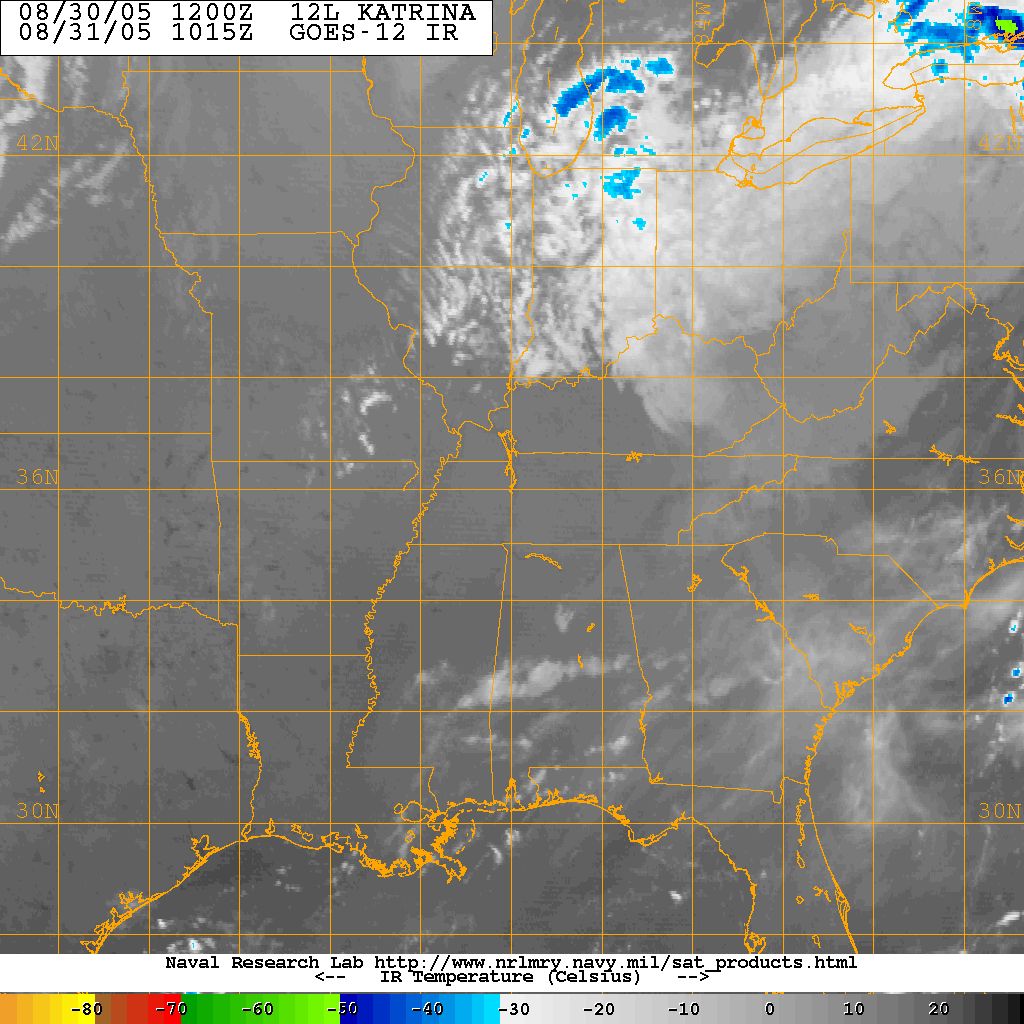 08/30/05 1200Z 12L KATRINA
08/31/05 1015Z GOES-12 IR
42N 42N
36N 36N
30N 30N
Naval Research Lab http://www.nrlmry.navy.mil/sat_products.html
<-- IR Temperature (Celsius) -->
-80 -70 -60 -50 -40 -30 -20 -10 0 10 20